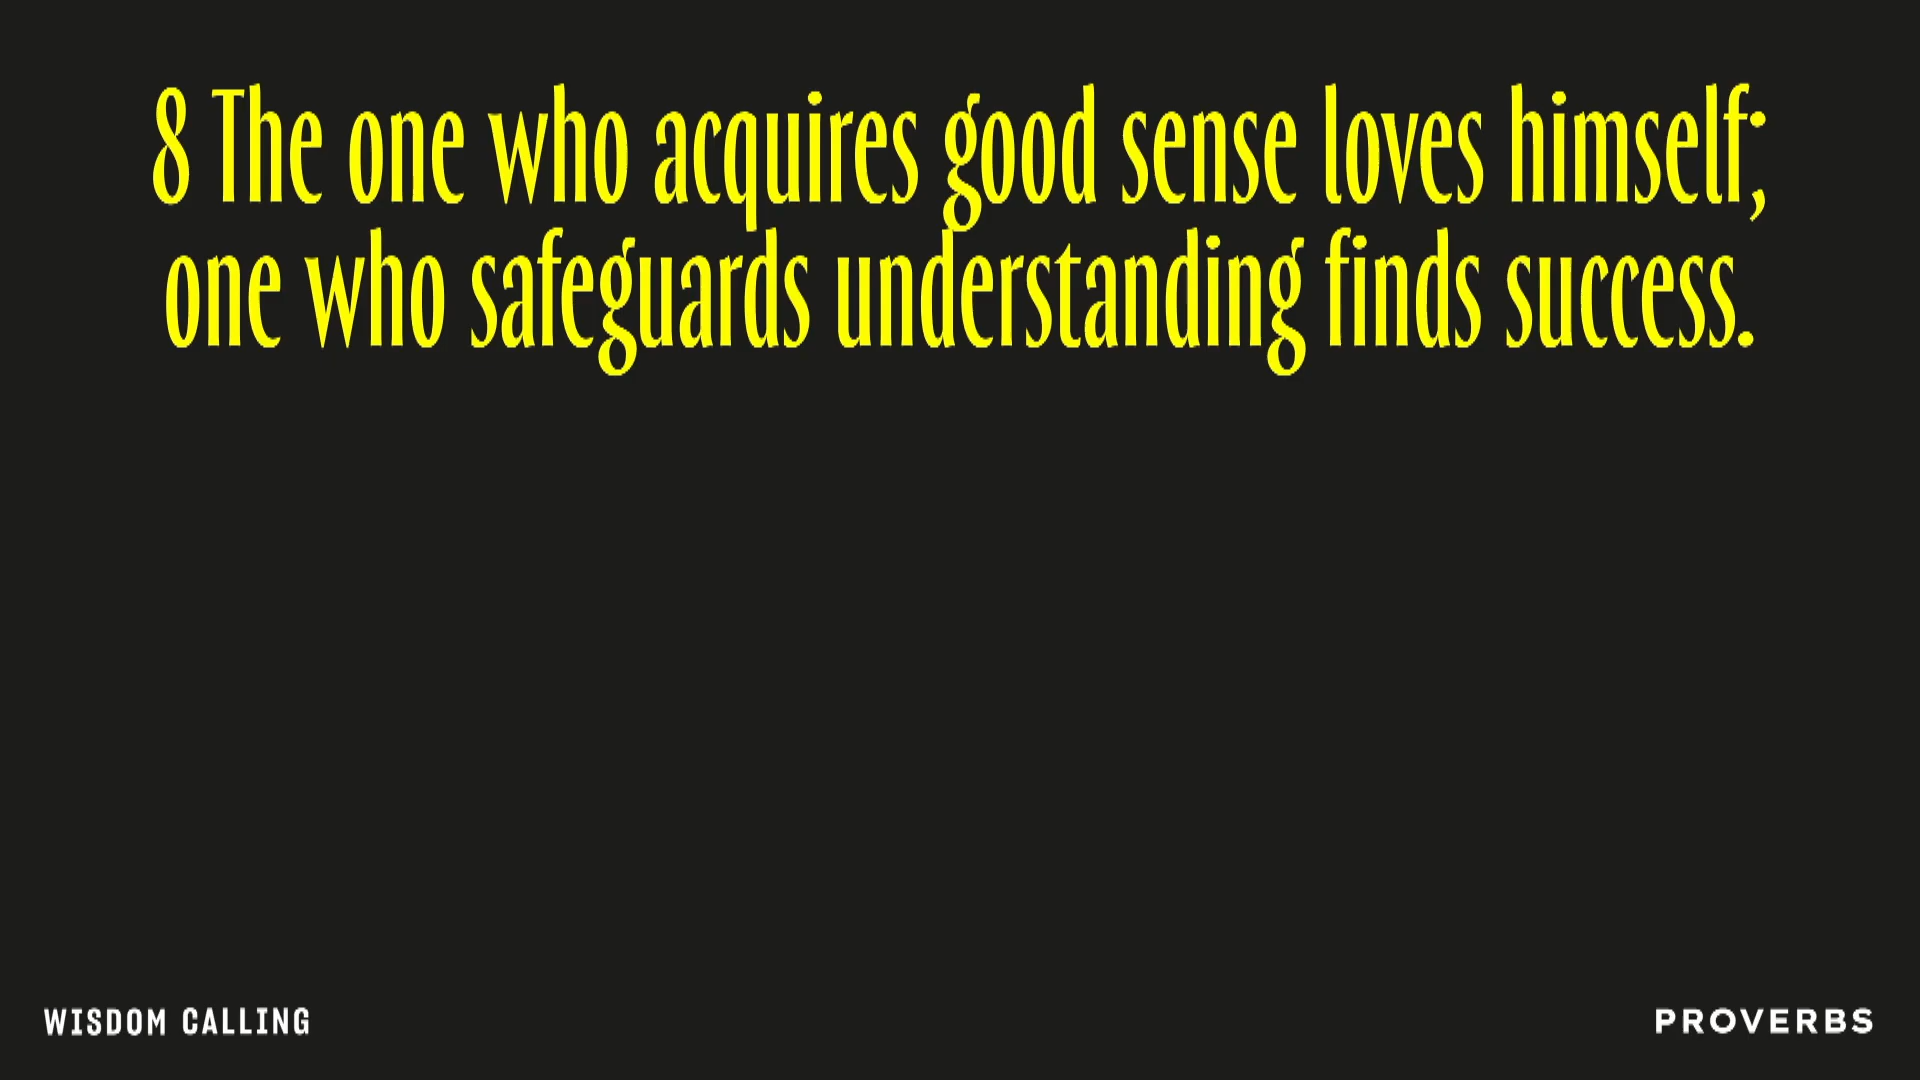 8 The one who acquires good sense loves himself;
one who safeguards understanding finds success.
WISDOM CALLING
PROVERBS